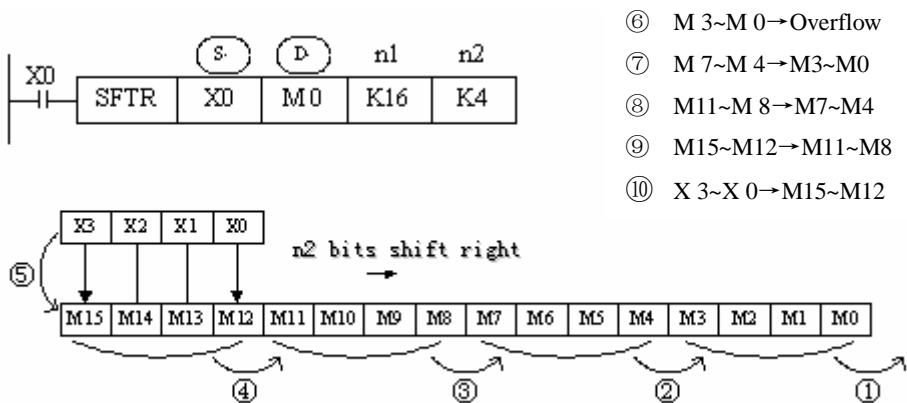 ⑥ M 3~M 0→Overflow
⑦ M 7~M 4→M3~M0
⑧ M11~M 8→M7~M4
⑨ M15~M12→M11~M8
⑩ X 3~X 0→M15~M12
S· D· n1 n2
X0
SFTR X0 M0 K16 K4
X3 X2 X1 X0
n2 bits shift right
⑤
M15 M14 M13 M12 M11 M10 M9 M8 M7 M6 M5 M4 M3 M2 M1 M0
④ ③ ② ①